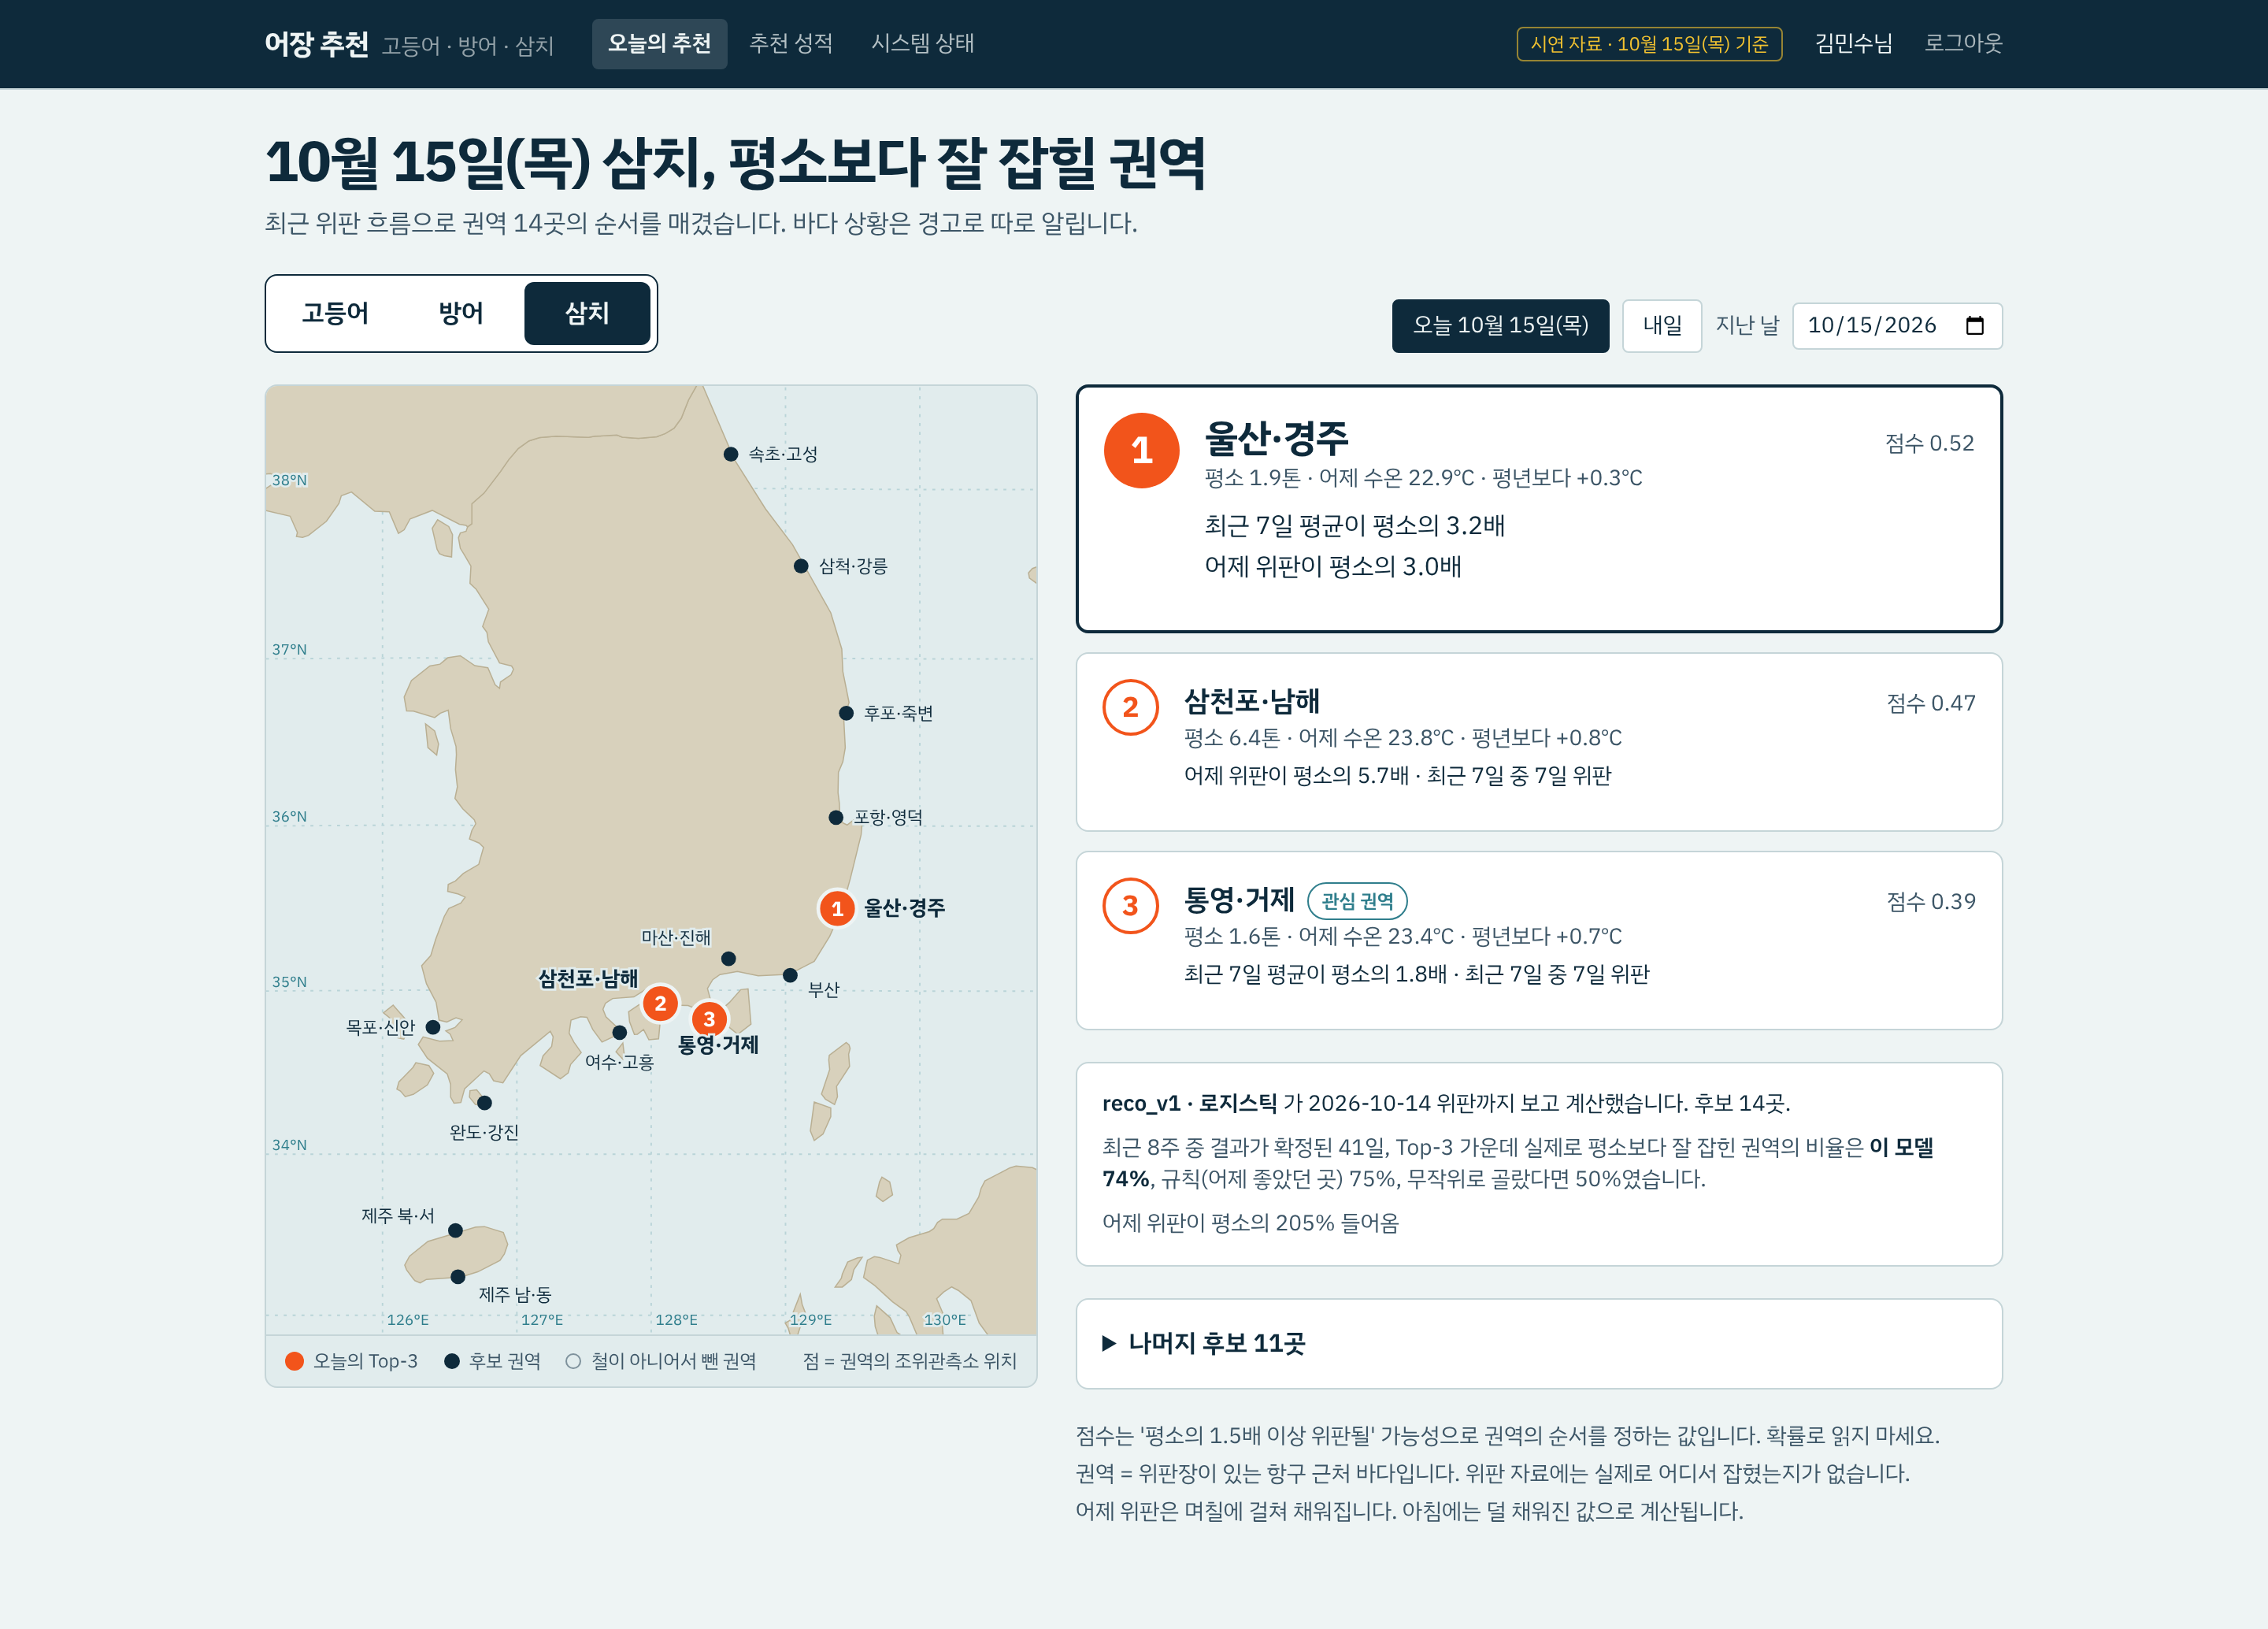 어장 추천 고등어 · 방어 · 삼치 오늘의 추천 추천 성적 시스템 상태 시연 자료 · 10월 15일(목) 기준 김민수님 로그아웃
10월 15일(목) 삼치, 평소보다 잘 잡힐 권역
최근 위판 흐름으로 권역 14곳의 순서를 매겼습니다. 바다 상황은 경고로 따로 알립니다.
고등어 방어 삼치
오늘 10월 15일(목) 내일 지난 날 10/15/2026
속초·고성
38°N
삼척·강릉
37°N
후포·죽변
36°N
포항·영덕
1 울산·경주
마산·진해
삼천포·남해
35°N
부산
2
3
목포·신안
통영·거제
여수·고흥
완도·강진
34°N
제주 북·서
제주 남·동
126°E 127°E 128°E 129°E 130°E
오늘의 Top-3 후보 권역 철이 아니어서 뺀 권역 점 = 권역의 조위관측소 위치
1 울산·경주 점수 0.52
평소 1.9톤 · 어제 수온 22.9°C · 평년보다 +0.3°C
최근 7일 평균이 평소의 3.2배
어제 위판이 평소의 3.0배
2 삼천포·남해 점수 0.47
평소 6.4톤 · 어제 수온 23.8°C · 평년보다 +0.8°C
어제 위판이 평소의 5.7배 · 최근 7일 중 7일 위판
3 통영·거제 관심 권역 점수 0.39
평소 1.6톤 · 어제 수온 23.4°C · 평년보다 +0.7°C
최근 7일 평균이 평소의 1.8배 · 최근 7일 중 7일 위판
reco_v1 · 로지스틱 가 2026-10-14 위판까지 보고 계산했습니다. 후보 14곳.
최근 8주 중 결과가 확정된 41일, Top-3 가운데 실제로 평소보다 잘 잡힌 권역의 비율은 이 모델
74%, 규칙(어제 좋았던 곳) 75%, 무작위로 골랐다면 50%였습니다.
어제 위판이 평소의 205% 들어옴
▶ 나머지 후보 11곳
점수는 '평소의 1.5배 이상 위판될' 가능성으로 권역의 순서를 정하는 값입니다. 확률로 읽지 마세요.
권역 = 위판장이 있는 항구 근처 바다입니다. 위판 자료에는 실제로 어디서 잡혔는지가 없습니다.
어제 위판은 며칠에 걸쳐 채워집니다. 아침에는 덜 채워진 값으로 계산됩니다.